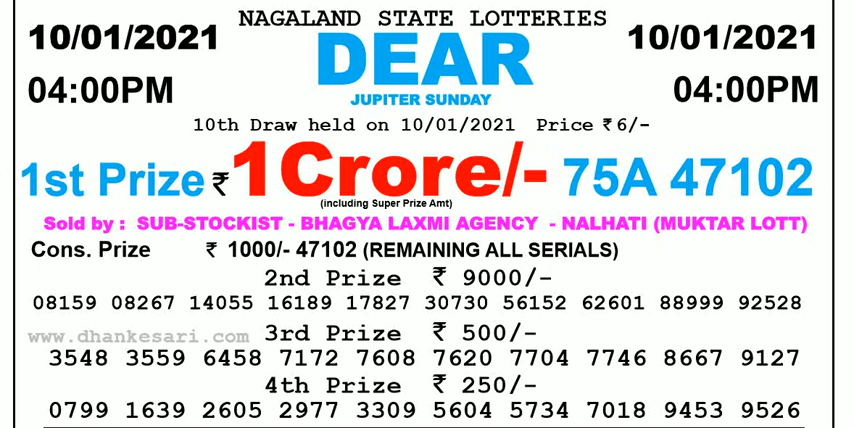 NAGALAND STATE LOTTERIES
10/01/2021 DEAR 10/01/2021
04:00PM JUPITER SUNDAY 04:00PM
10th Draw held on 10/01/2021 Price ₹ 6/-
1st Prize ₹ 1Crore/- 75A 47102
(including Super Prize Amt)
Sold by : SUB-STOCKIST - BHAGYA LAXMI AGENCY - NALHATI (MUKTAR LOTT)
Cons. Prize ₹ 1000/- 47102 (REMAINING ALL SERIALS)
2nd Prize ₹ 9000/-
08159 08267 14055 16189 17827 30730 56152 62601 88999 92528
www.dhankesari.com 3rd Prize ₹ 500/-
3548 3559 6458 7172 7608 7620 7704 7746 8667 9127
4th Prize ₹ 250/-
0799 1639 2605 2977 3309 5604 5734 7018 9453 9526